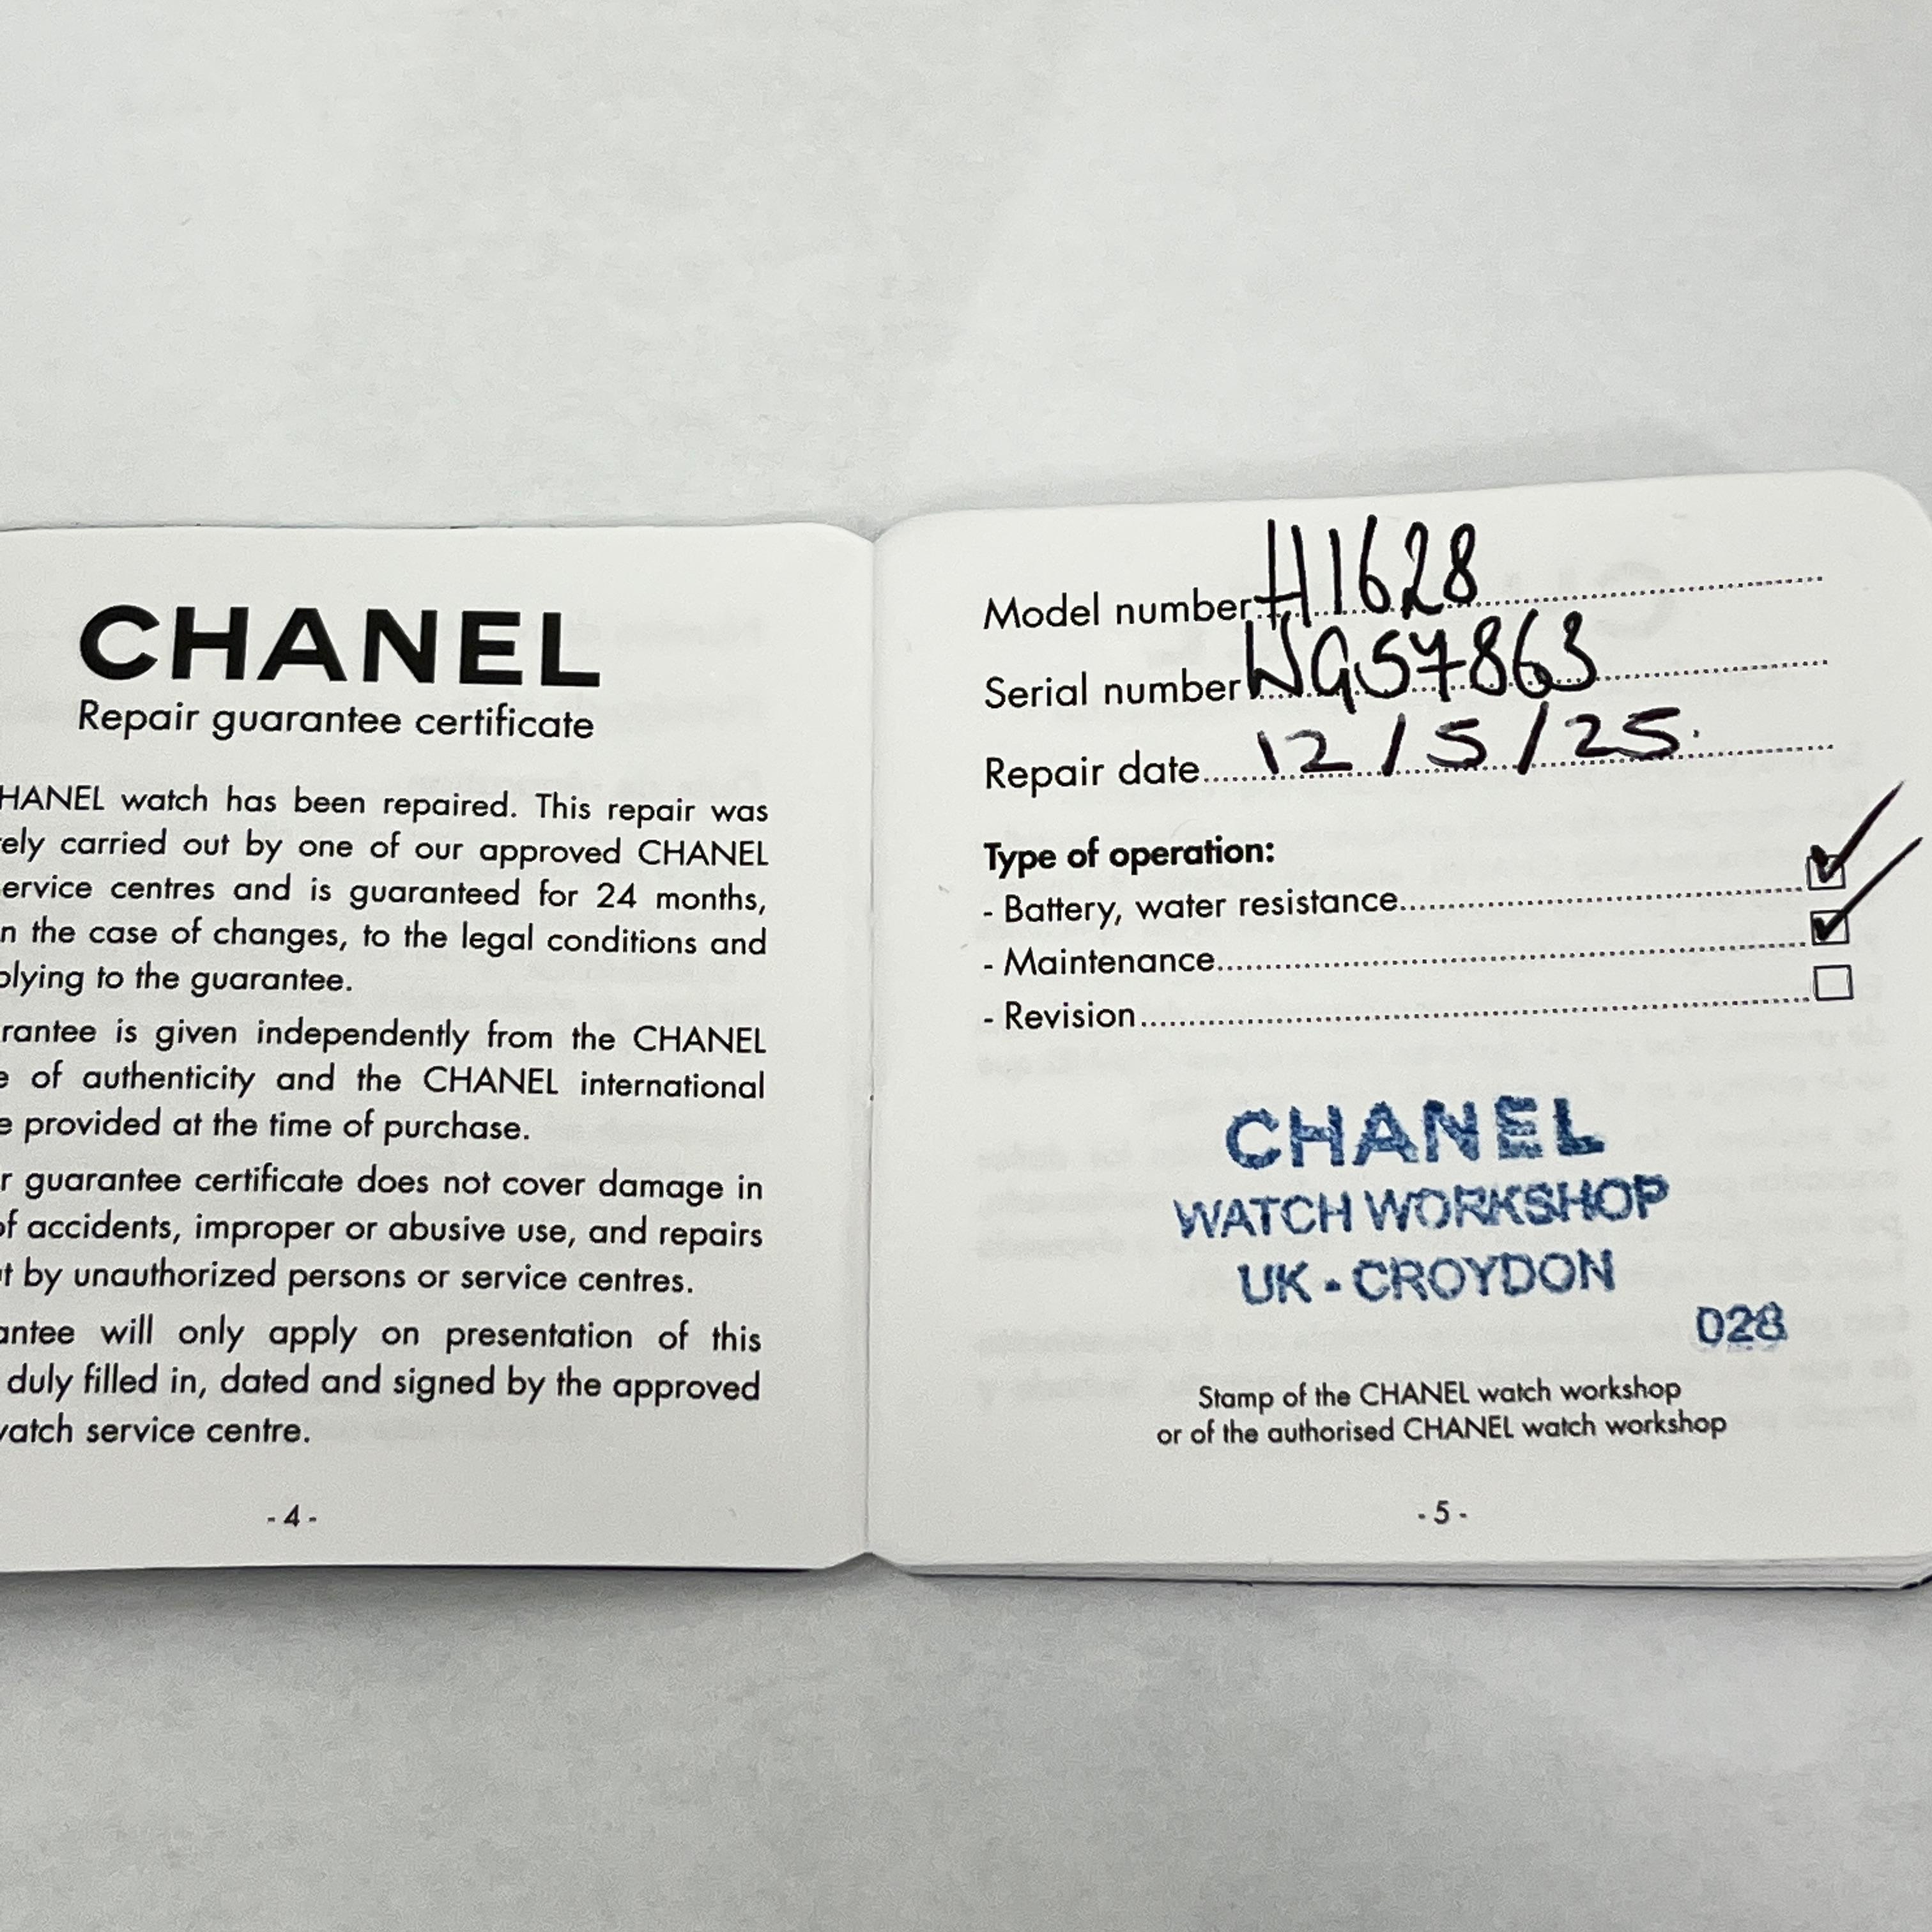 CHANEL
Repair guarantee certificate
HANEL watch has been repaired. This repair was
ely carried out by one of our approved CHANEL
ervice centres and is guaranteed for 24 months,
n the case of changes, to the legal conditions and
plying to the guarantee.
rantee is given independently from the CHANEL
e of authenticity and the CHANEL international
e provided at the time of purchase.
r guarantee certificate does not cover damage in
of accidents, improper or abusive use, and repairs
t by unauthorized persons or service centres.
antee will only apply on presentation of this
duly filled in, dated and signed by the approved
watch service centre.
- 4 -
Model number H1628
Serial number
Repair date 12/5/25.
Type of operation:
- Battery, water resistance
- Maintenance
- Revision
CHANEL
WATCH WORKSHOP
UK - CROYDON
028
Stamp of the CHANEL watch workshop
or of the authorised CHANEL watch workshop
- 5 -